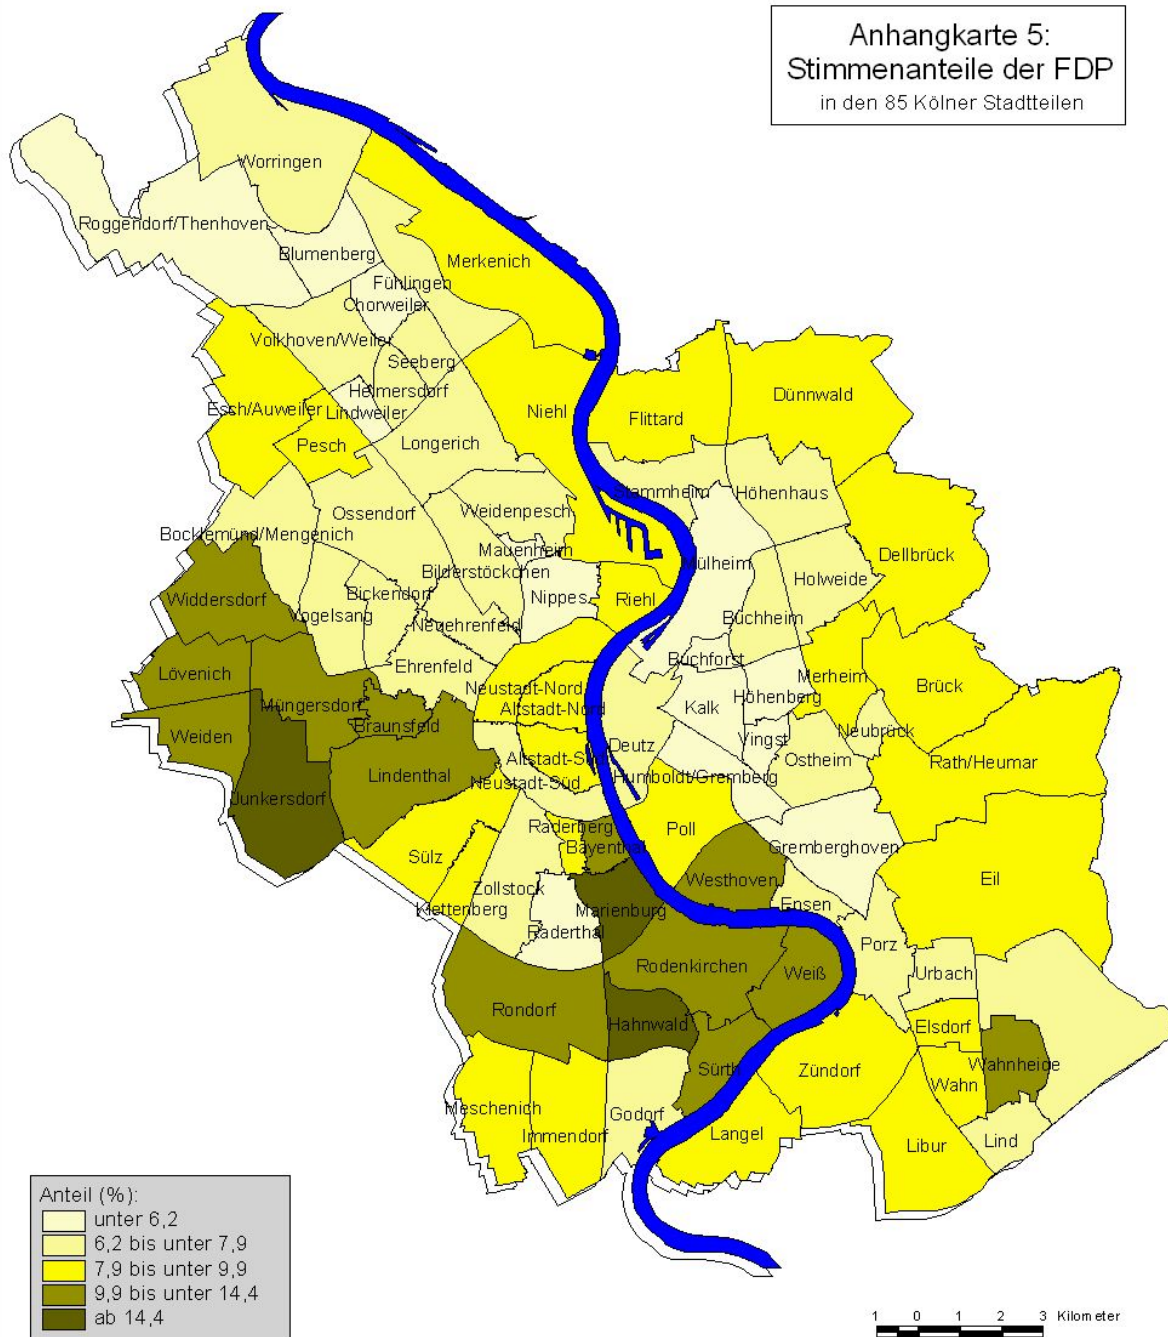 Anhangkarte 5:
Stimmenanteile der FDP
in den 85 Kölner Stadtteilen
Worringen
Roggendorf/Thenhoven
Blumenberg
Merkenich
Fühlingen
Chorweiler
Volkhoven/Weiler
Seeberg
Heimersdorf
Lindweiler
Esch/Auweiler
Pesch
Niehl
Flittard
Dünnwald
Longerich
Stammheim
Höhenhaus
Ossendorf
Weidenpesch
Bocklemünd/Mengenich
Mauenheim
Dellbrück
Mülheim
Bilderstöckchen
Holweide
Widdersdorf
Bickendorf
Nippes
Riehl
Vogelsang
Neuehrenfeld
Buchheim
Buchforst
Ehrenfeld
Lövenich
Merheim
Brück
Neustadt-Nord
Höhenberg
Müngersdorf
Altstadt-Nord
Kalk
Braunsfeld
Neubrück
Weiden
Vingst
Deutz
Altstadt-Süd
Ostheim
Rath/Heumar
Lindenthal
Humboldt/Gremberg
Neustadt-Süd
Junkersdorf
Raderberg
Poll
Bayenthal
Gremberghoven
Sülz
Westhoven
Eil
Zollstock
Ensen
Klettenberg
Marienburg
Raderthal
Porz
Rodenkirchen
Weiß
Urbach
Rondorf
Hahnwald
Elsdorf
Sürth
Zündorf
Wahnheide
Wahn
Meschenich
Godorf
Immendorf
Langel
Libur
Lind
Anteil (%):
unter 6,2
6,2 bis unter 7,9
7,9 bis unter 9,9
9,9 bis unter 14,4
ab 14,4
1 0 1 2 3 Kilometer